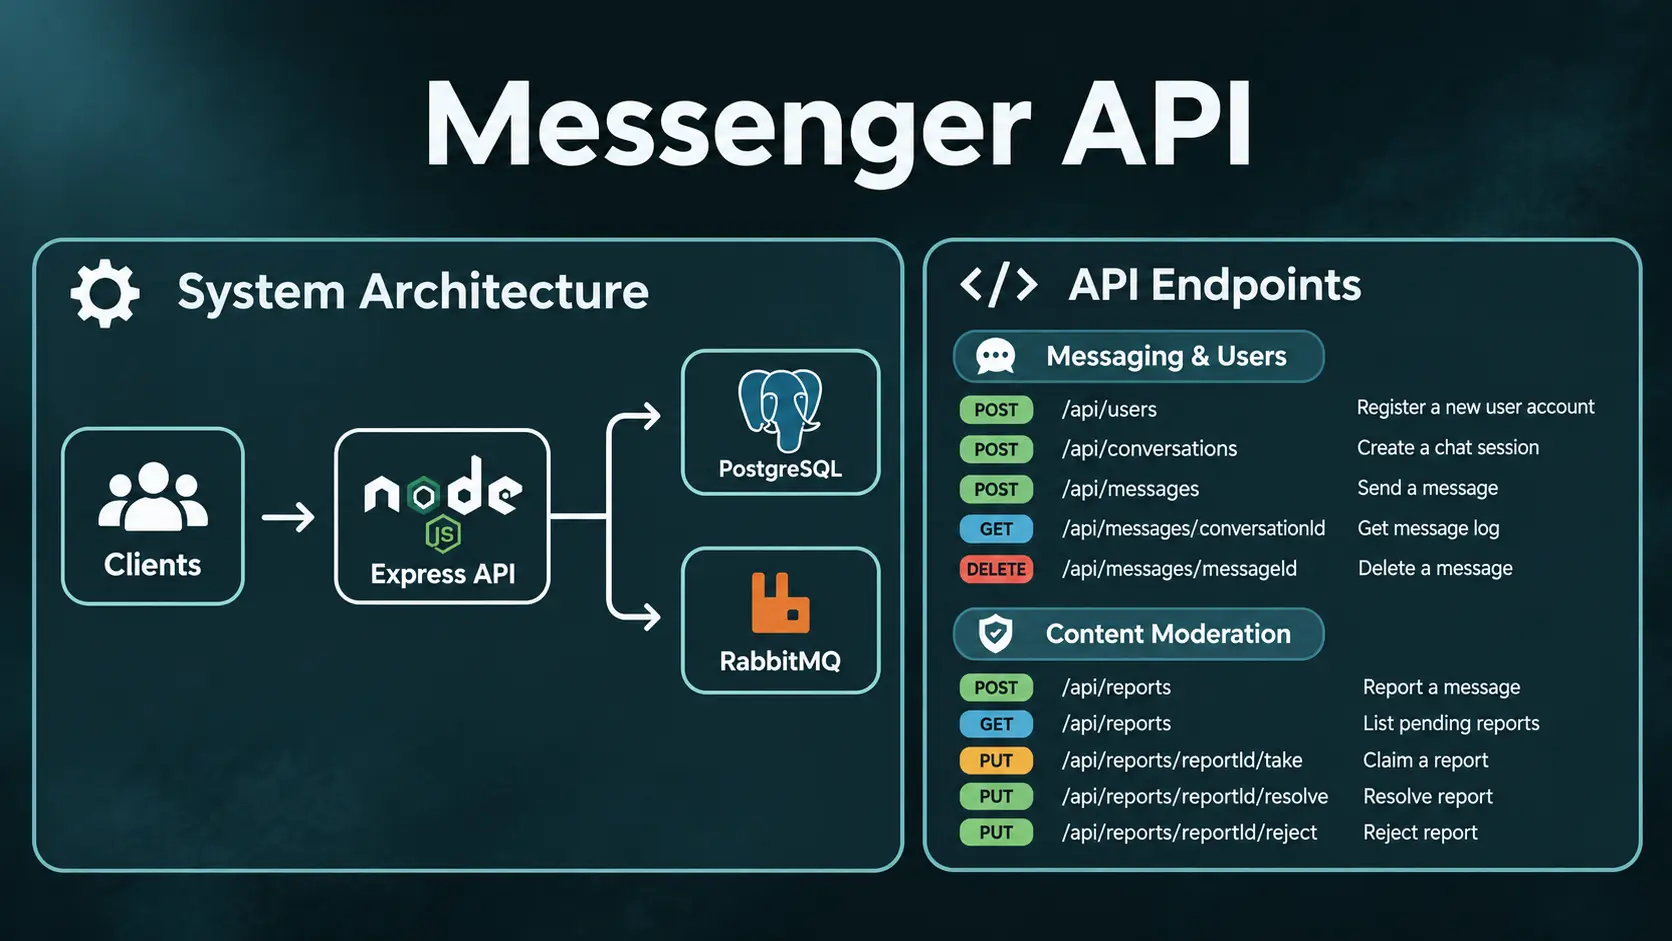 Messenger API
System Architecture
Clients
node
JS
Express API
PostgreSQL
RabbitMQ
</> API Endpoints
Messaging & Users
POST /api/users Register a new user account
POST /api/conversations Create a chat session
POST /api/messages Send a message
GET /api/messages/conversationId Get message log
DELETE /api/messages/messageId Delete a message
Content Moderation
POST /api/reports Report a message
GET /api/reports List pending reports
PUT /api/reports/reportId/take Claim a report
PUT /api/reports/reportId/resolve Resolve report
PUT /api/reports/reportId/reject Reject report